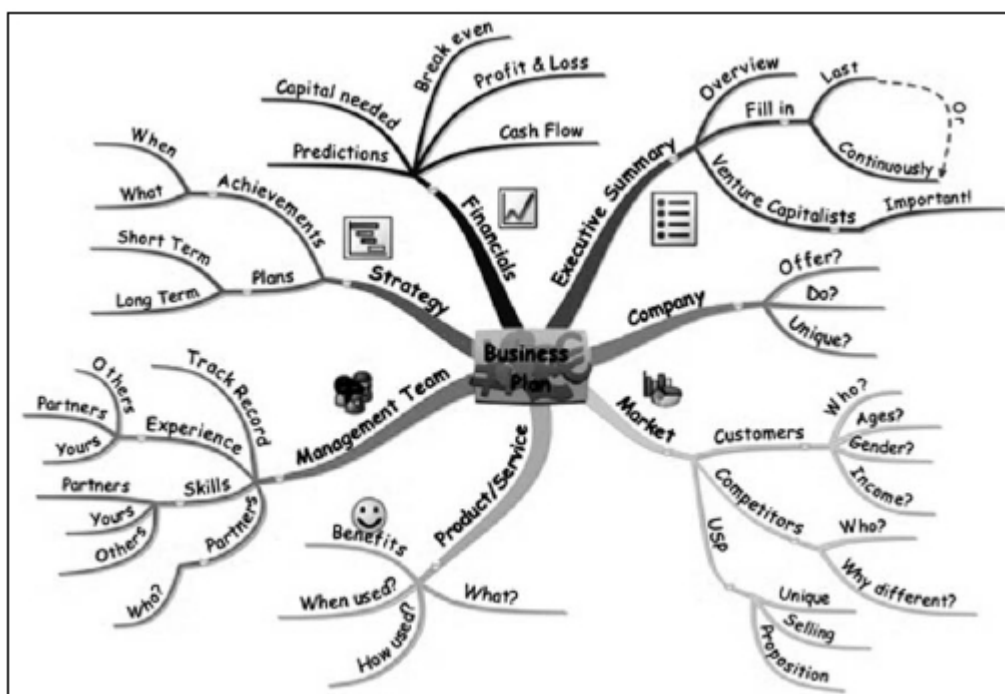 Business
Plan
Executive Summary
Overview
Fill in
Last
Or
Continuously
Venture Capitalists
Important!
Company
Offer?
Do?
Unique?
Market
Customers
Who?
Ages?
Gender?
Income?
Competitors
Who?
Why different?
USP
Unique
Selling
Proposition
Product/Service
What?
How used?
When used?
Benefits
Management Team
Track Record
Experience
Others
Partners
Yours
Skills
Partners
Yours
Others
Partners
Who?
Strategy
Achievements
When
What
Plans
Short Term
Long Term
Financials
Predictions
Capital needed
Break even
Profit & Loss
Cash Flow